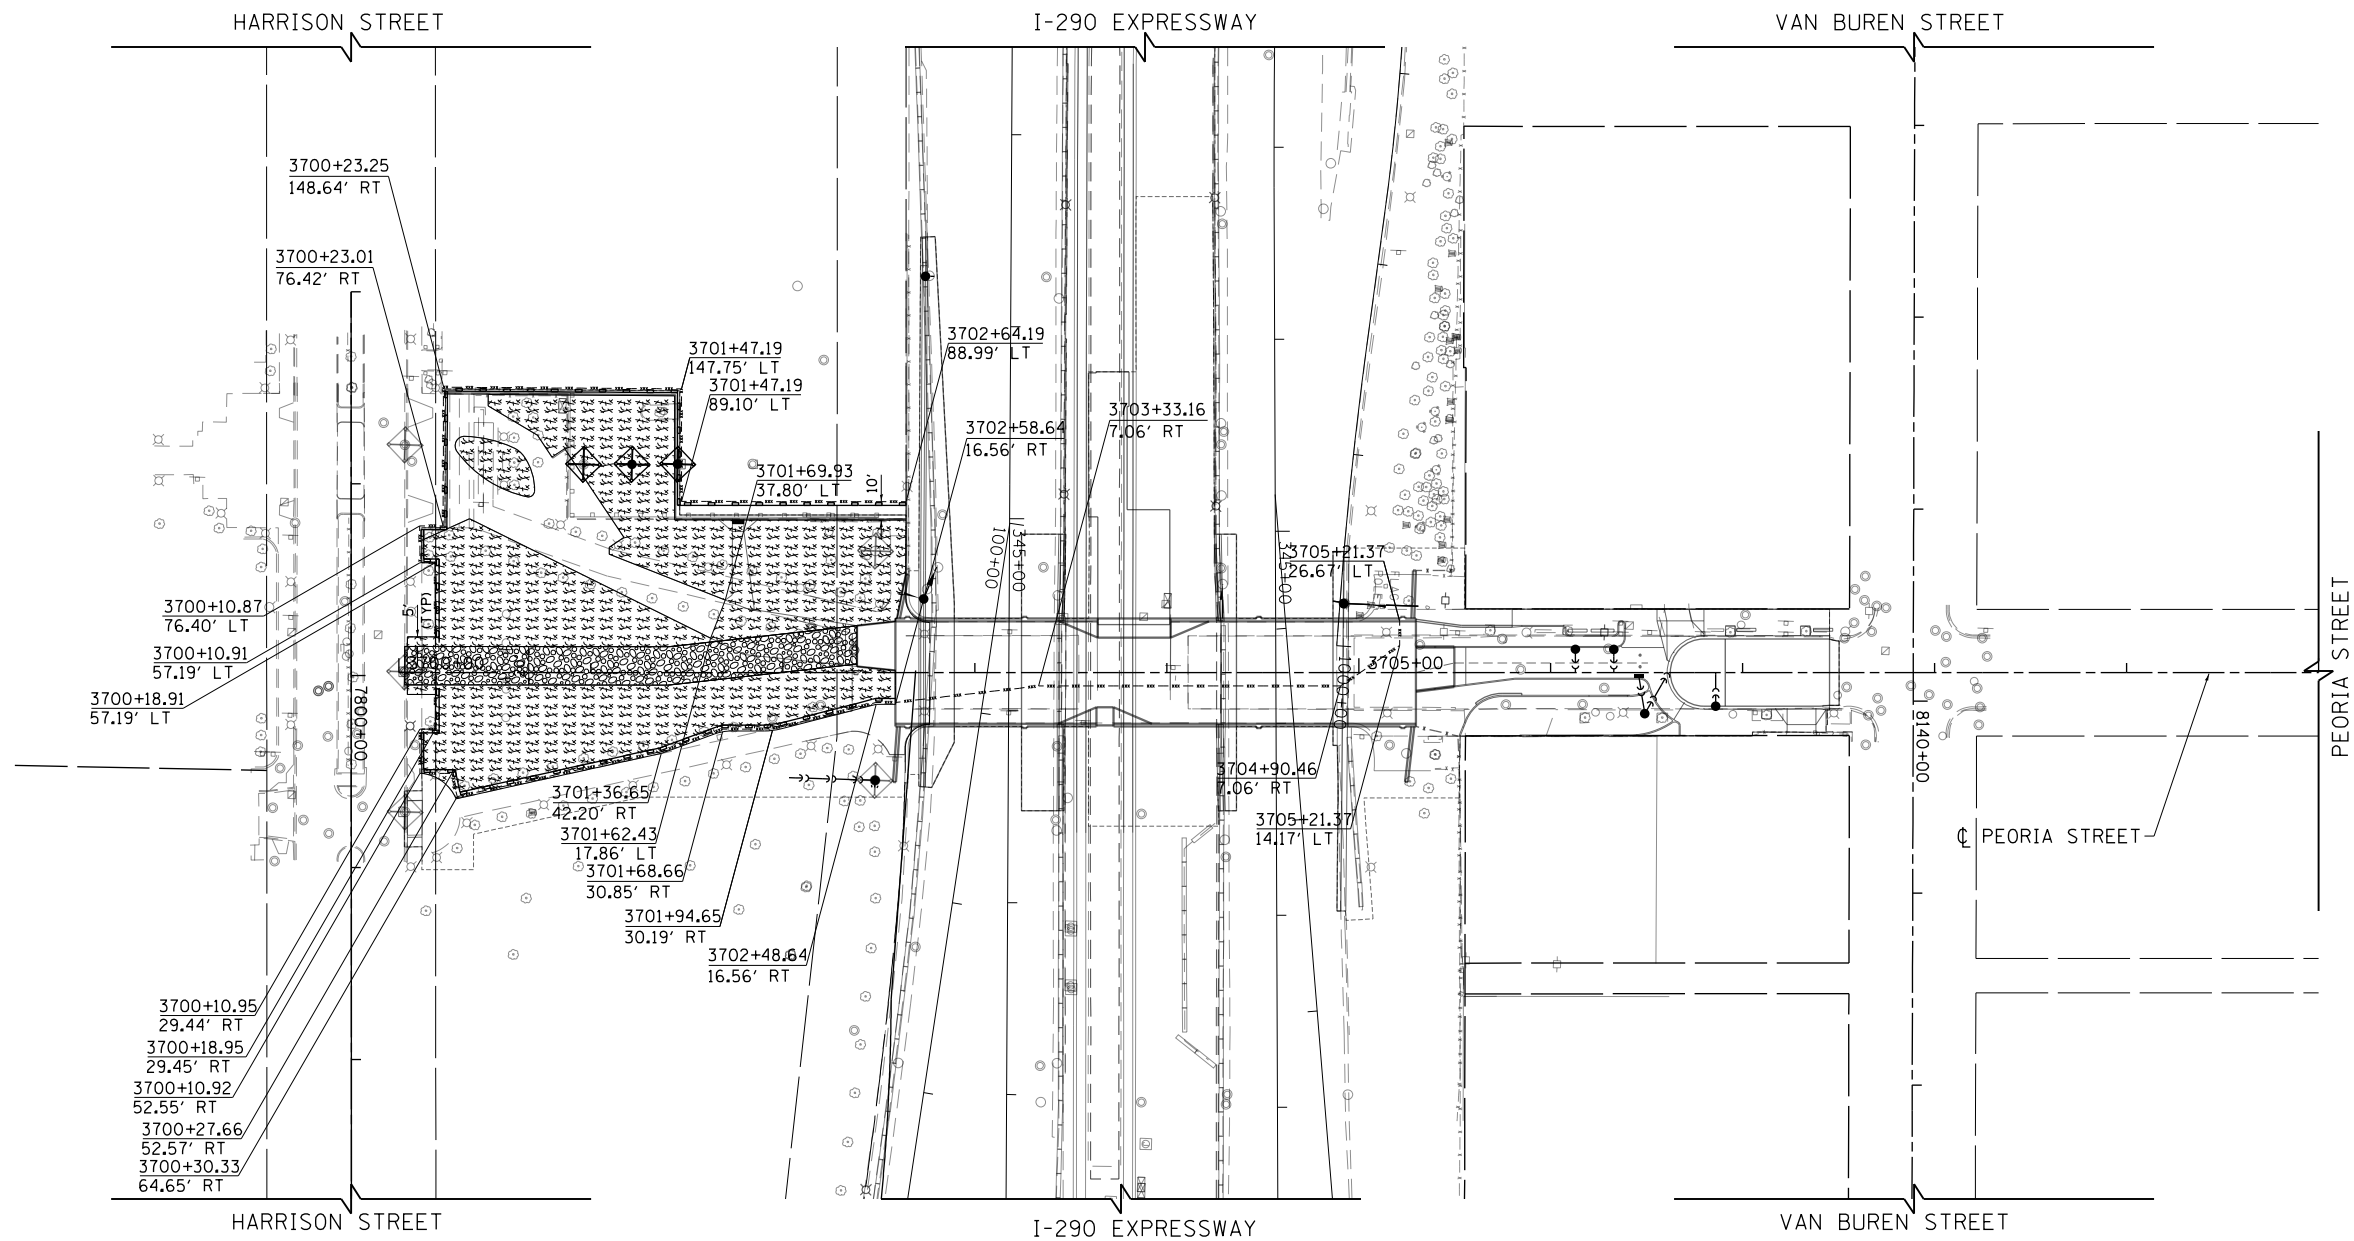 HARRISON STREET
I-290 EXPRESSWAY
VAN BUREN STREET
3700+23.25
148.64' RT
3700+23.01
76.42' RT
3701+47.19
147.75' LT
3701+47.19
89.10' LT
3702+64.19
88.99' LT
3702+58.64
16.56' RT
3703+33.16
7.06' RT
3701+69.93
37.80' LT
10'
100+00
1345+00
345+00
3705+21.37
26.67' LT
3700+10.87
76.40' LT
5'
(TYP)
3700+10.91
57.19' LT
3700+18.91
57.19' LT
7800+00
3705+00
1000+00
8140+00
PEORIA STREET
3704+90.46
7.06' RT
3705+21.37
14.17' LT
℄ PEORIA STREET
3701+36.65
42.20' RT
3701+62.43
17.86' LT
3701+68.66
30.85' RT
3701+94.65
30.19' RT
3702+48.64
16.56' RT
3700+10.95
29.44' RT
3700+18.95
29.45' RT
3700+10.92
52.55' RT
3700+27.66
52.57' RT
3700+30.33
64.65' RT
HARRISON STREET
I-290 EXPRESSWAY
VAN BUREN STREET